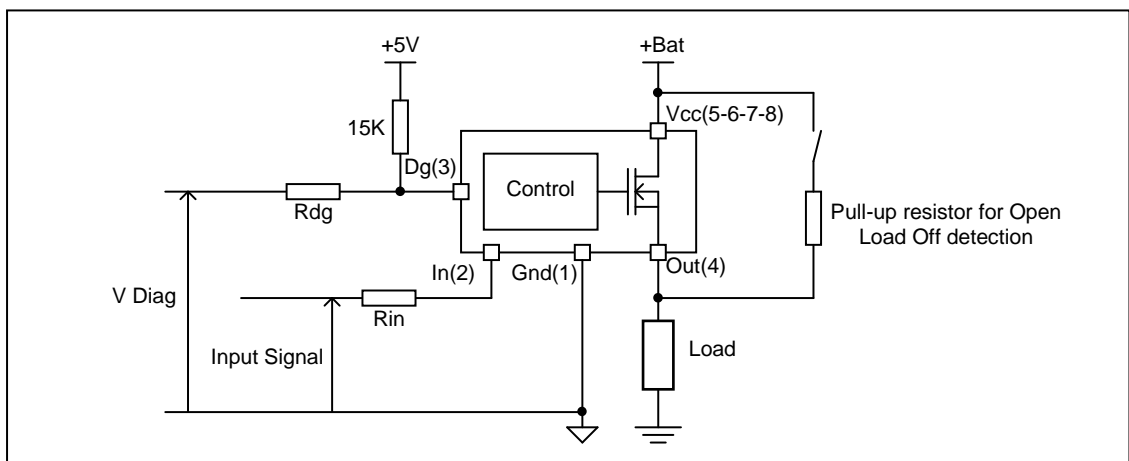 +5V
+Bat
15K
Vcc(5-6-7-8)
Dg(3)
Control
Rdg
Pull-up resistor for Open
Load Off detection
In(2)
Gnd(1)
Out(4)
V Diag
Rin
Input Signal
Load